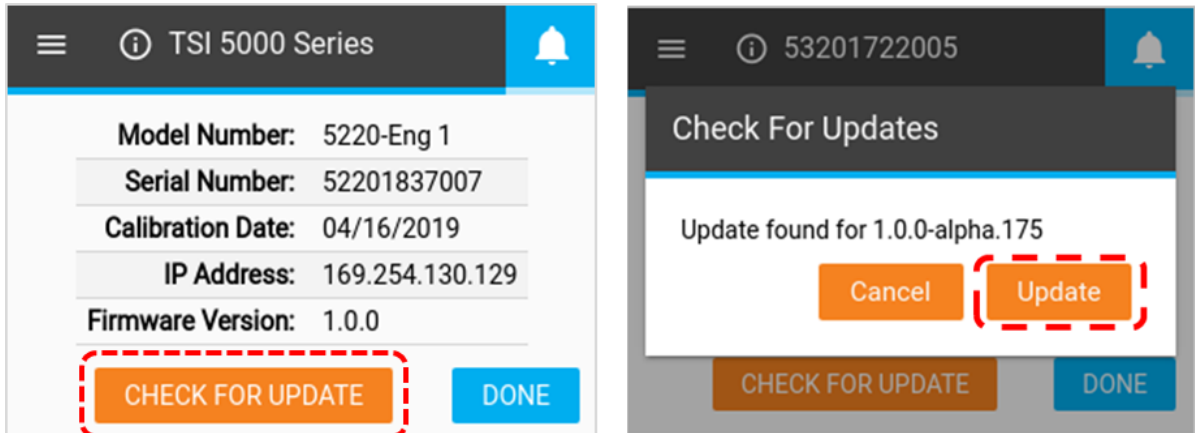 TSI 5000 Series
Model Number: 5220-Eng 1
Serial Number: 52201837007
Calibration Date: 04/16/2019
IP Address: 169.254.130.129
Firmware Version: 1.0.0
CHECK FOR UPDATE DONE
53201722005
Check For Updates
Update found for 1.0.0-alpha.175
Cancel Update
CHECK FOR UPDATE DONE